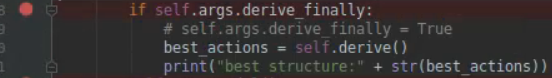 if self.args.derive_finally:
# self.args.derive_finally = True
best_actions = self.derive()
print("best structure:" + str(best_actions))